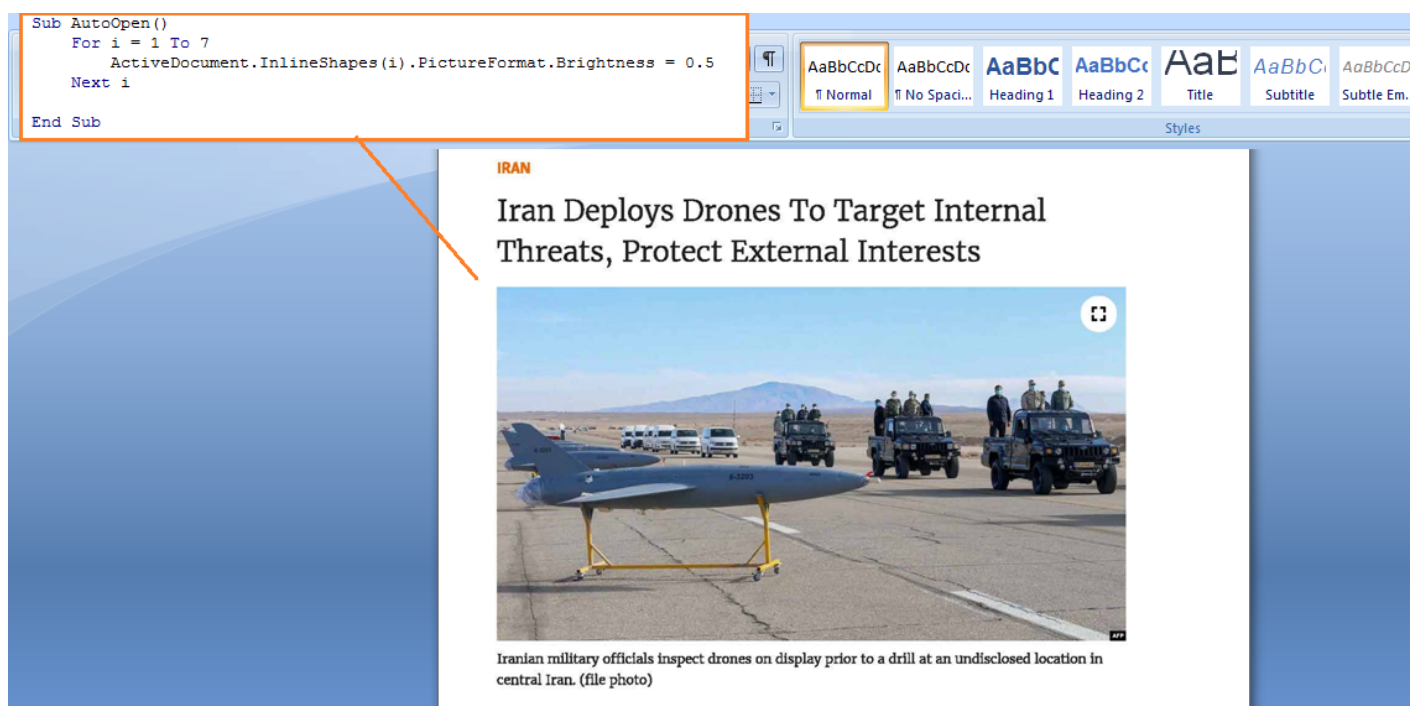 Sub AutoOpen()
For i = 1 To 7
ActiveDocument.InlineShapes(i).PictureFormat.Brightness = 0.5
Next i
End Sub
¶
AaBbCcDc AaBbCcDc AaBbC AaBbCc AaB AaBbC AaBbCcD
¶ Normal ¶ No Spaci... Heading 1 Heading 2 Title Subtitle Subtle Em.
Styles
IRAN
Iran Deploys Drones To Target Internal
Threats, Protect External Interests
AFP
Iranian military officials inspect drones on display prior to a drill at an undisclosed location in
central Iran. (file photo)